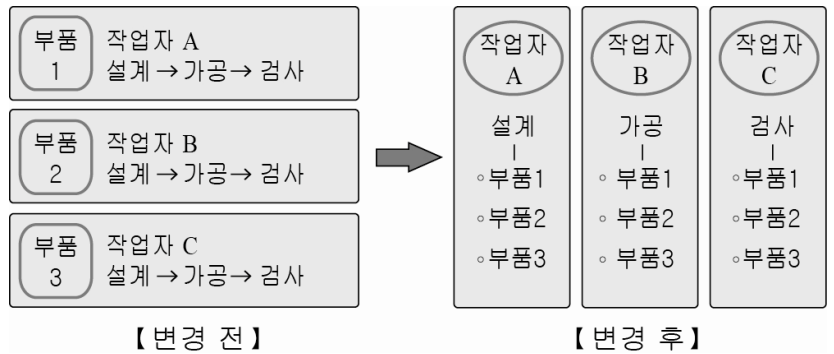 부품
1
작업자 A
설계→가공→검사
부품
2
작업자 B
설계→가공→검사
부품
3
작업자 C
설계→가공→검사
【변경 전】
작업자
A
설계
◦부품1
◦부품2
◦부품3
작업자
B
가공
◦부품1
◦부품2
◦부품3
작업자
C
검사
◦부품1
◦부품2
◦부품3
【변경 후】